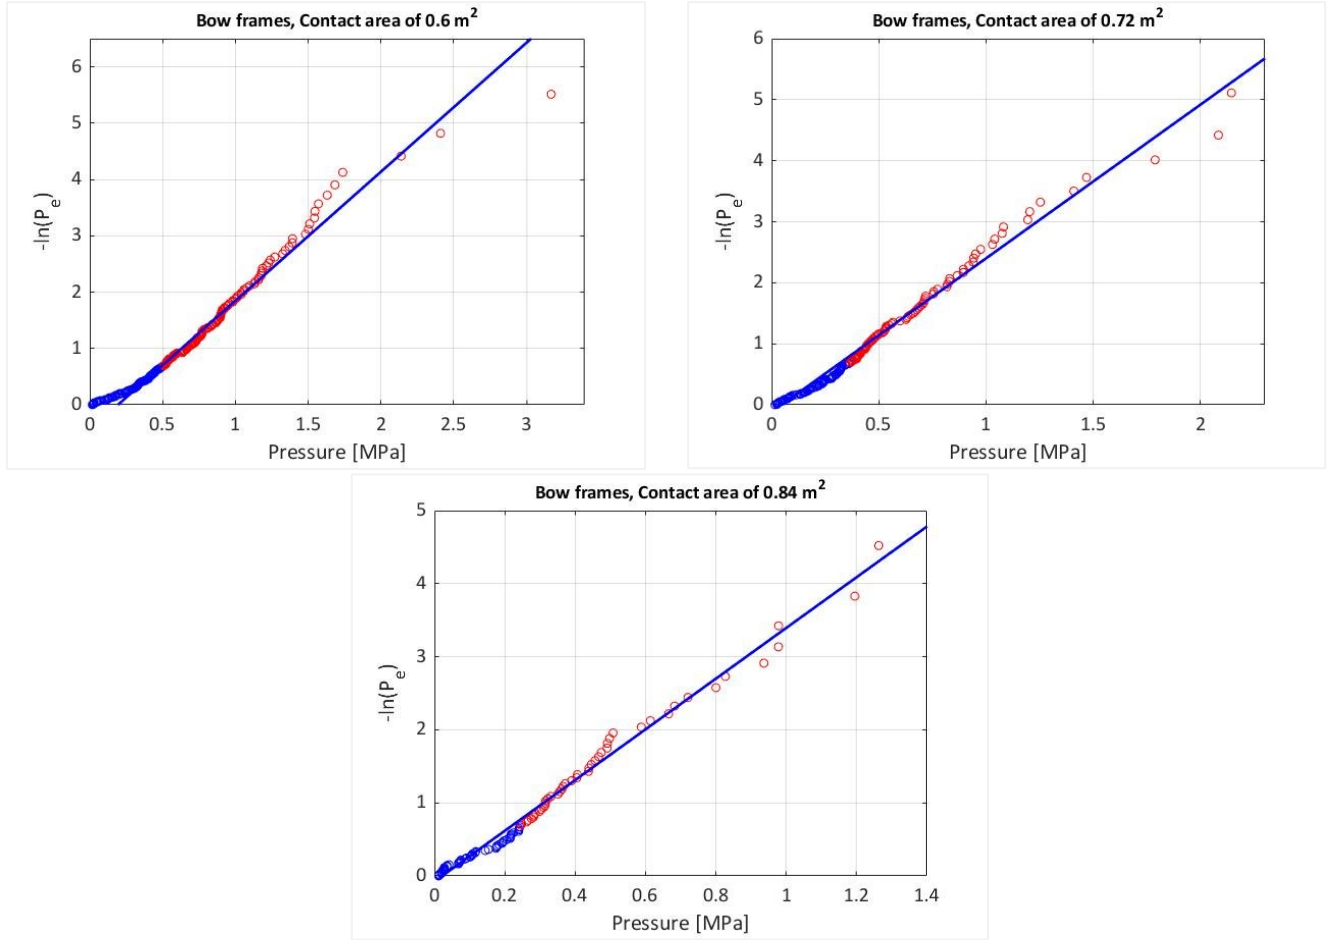 Bow frames, Contact area of 0.6 m²
6
5
4
3
2
1
0
-ln(Pₑ)
0 0.5 1 1.5 2 2.5 3
Pressure [MPa]
Bow frames, Contact area of 0.72 m²
6
5
4
3
2
1
0
-ln(Pₑ)
0 0.5 1 1.5 2
Pressure [MPa]
Bow frames, Contact area of 0.84 m²
5
4
3
2
1
0
-ln(Pₑ)
0 0.2 0.4 0.6 0.8 1 1.2 1.4
Pressure [MPa]